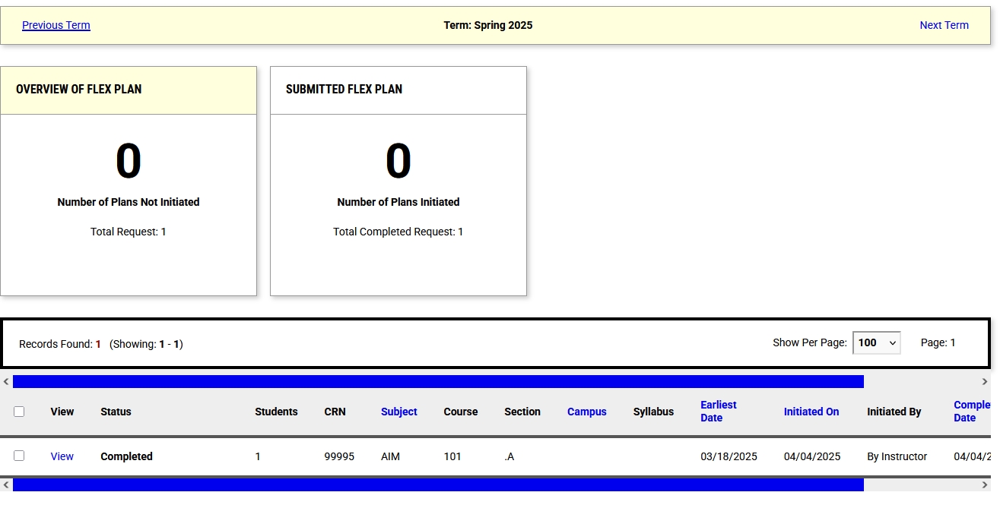 Previous Term Term: Spring 2025 Next Term
OVERVIEW OF FLEX PLAN
0
Number of Plans Not Initiated
Total Request: 1
SUBMITTED FLEX PLAN
0
Number of Plans Initiated
Total Completed Request: 1
Records Found: 1 (Showing: 1 - 1) Show Per Page: 100 Page: 1
View Status Students CRN Subject Course Section Campus Syllabus Earliest Date Initiated On Initiated By Comple Date
View Completed 1 99995 AIM 101 .A 03/18/2025 04/04/2025 By Instructor 04/04/2